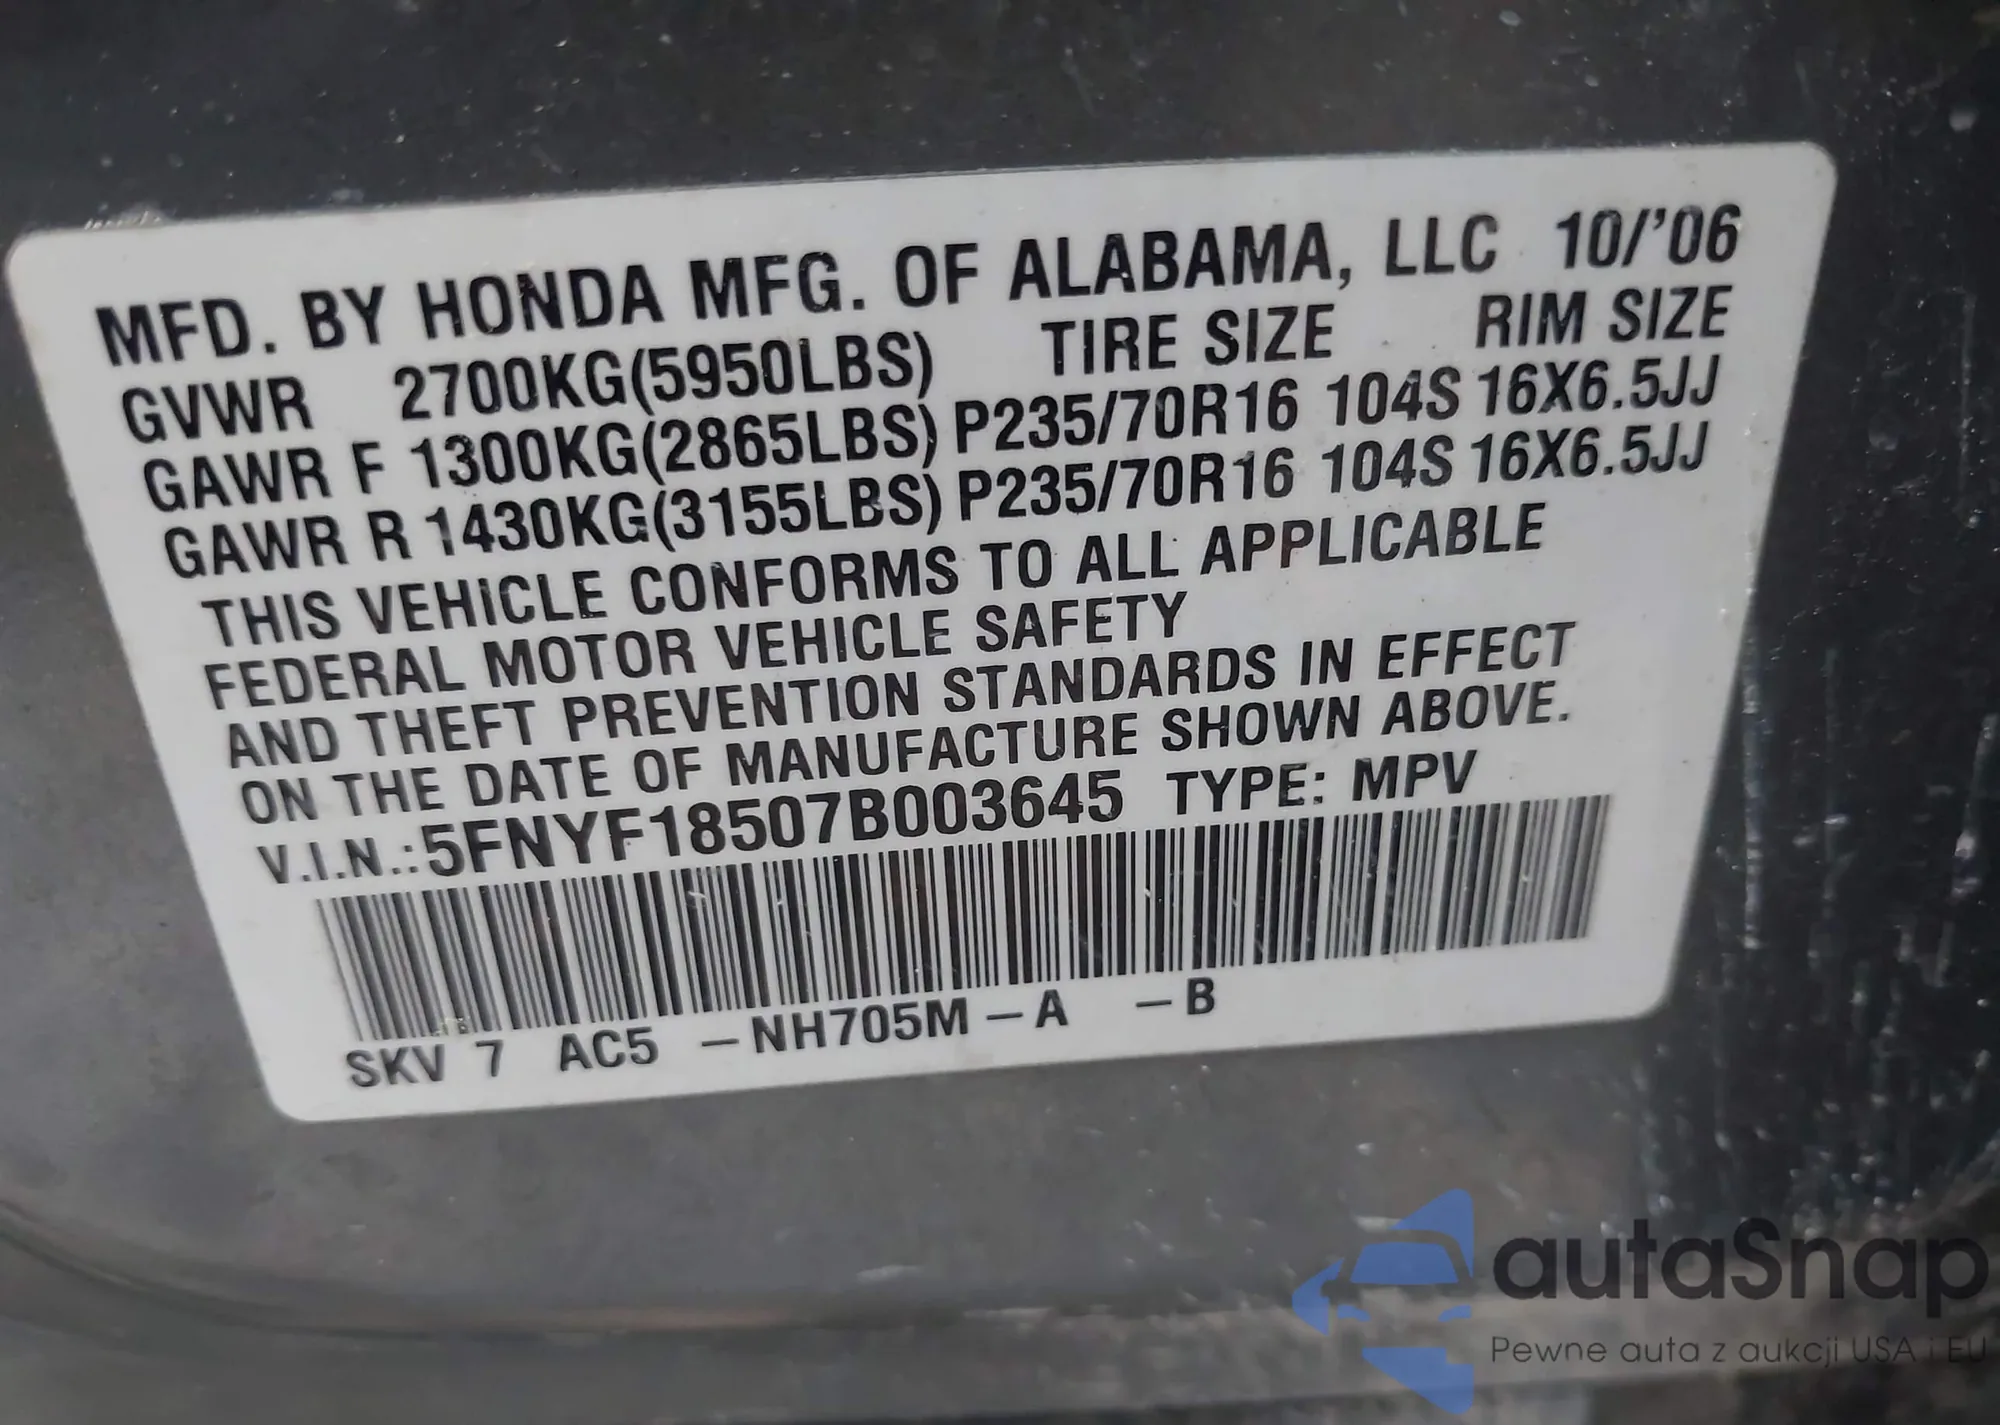 MFD. BY HONDA MFG. OF ALABAMA, LLC 10/'06
GVWR 2700KG(5950LBS) TIRE SIZE RIM SIZE
GAWR F 1300KG(2865LBS) P235/70R16 104S 16X6.5JJ
GAWR R 1430KG(3155LBS) P235/70R16 104S 16X6.5JJ
THIS VEHICLE CONFORMS TO ALL APPLICABLE
FEDERAL MOTOR VEHICLE SAFETY
AND THEFT PREVENTION STANDARDS IN EFFECT
ON THE DATE OF MANUFACTURE SHOWN ABOVE.
V.I.N.:5FNYF18507B003645 TYPE: MPV
SKV 7 AC5 –NH705M–A –B
autaSnap
Pewne auta z aukcji USA i EU